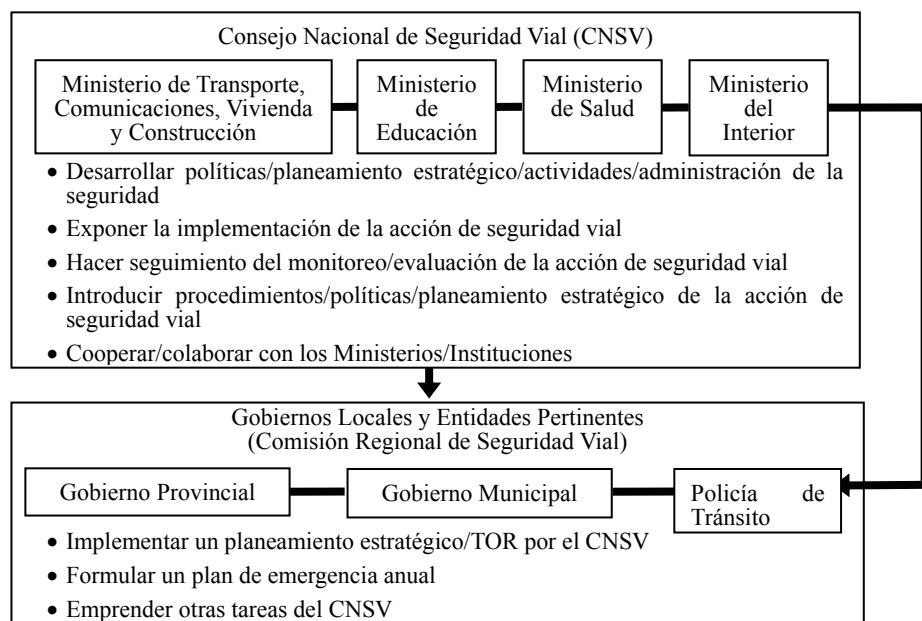 Consejo Nacional de Seguridad Vial (CNSV)
Ministerio de Transporte,
Comunicaciones, Vivienda
y Construcción
Ministerio
de
Educación
Ministerio
de Salud
Ministerio
del
Interior
• Desarrollar políticas/planeamiento estratégico/actividades/administración de la
seguridad
• Exponer la implementación de la acción de seguridad vial
• Hacer seguimiento del monitoreo/evaluación de la acción de seguridad vial
• Introducir procedimientos/políticas/planeamiento estratégico de la acción de
seguridad vial
• Cooperar/colaborar con los Ministerios/Instituciones
Gobiernos Locales y Entidades Pertinentes
(Comisión Regional de Seguridad Vial)
Gobierno Provincial
Gobierno Municipal
Policía de
Tránsito
• Implementar un planeamiento estratégico/TOR por el CNSV
• Formular un plan de emergencia anual
• Emprender otras tareas del CNSV